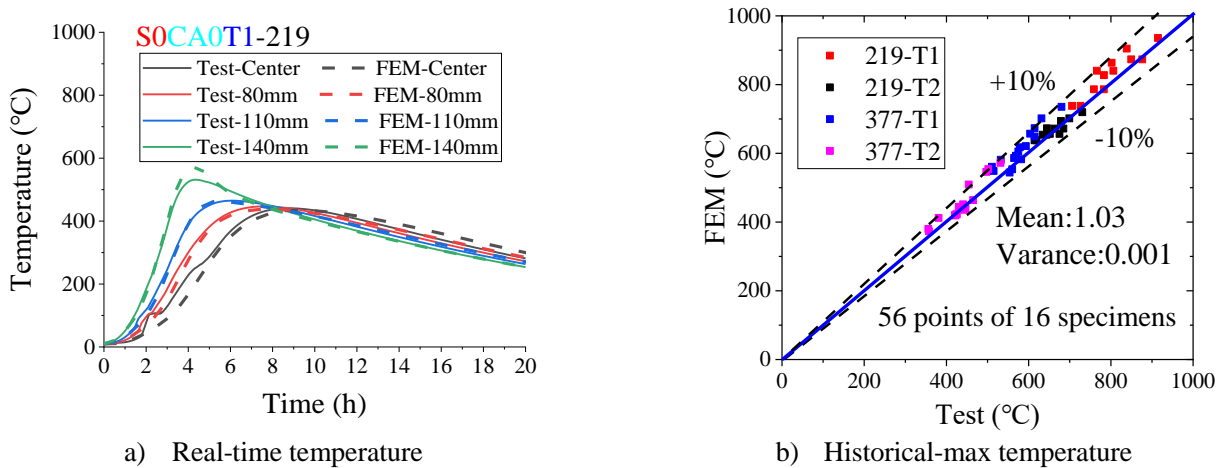 S0CA0T1-219
Test-Center FEM-Center
Test-80mm FEM-80mm
Test-110mm FEM-110mm
Test-140mm FEM-140mm
Temperature (°C)
1000
800
600
400
200
0
0 2 4 6 8 10 12 14 16 18 20
Time (h)
a) Real-time temperature
219-T1
219-T2
377-T1
377-T2
+10%
-10%
Mean:1.03
Varance:0.001
56 points of 16 specimens
FEM (°C)
1000
800
600
400
200
0
0 200 400 600 800 1000
Test (°C)
b) Historical-max temperature